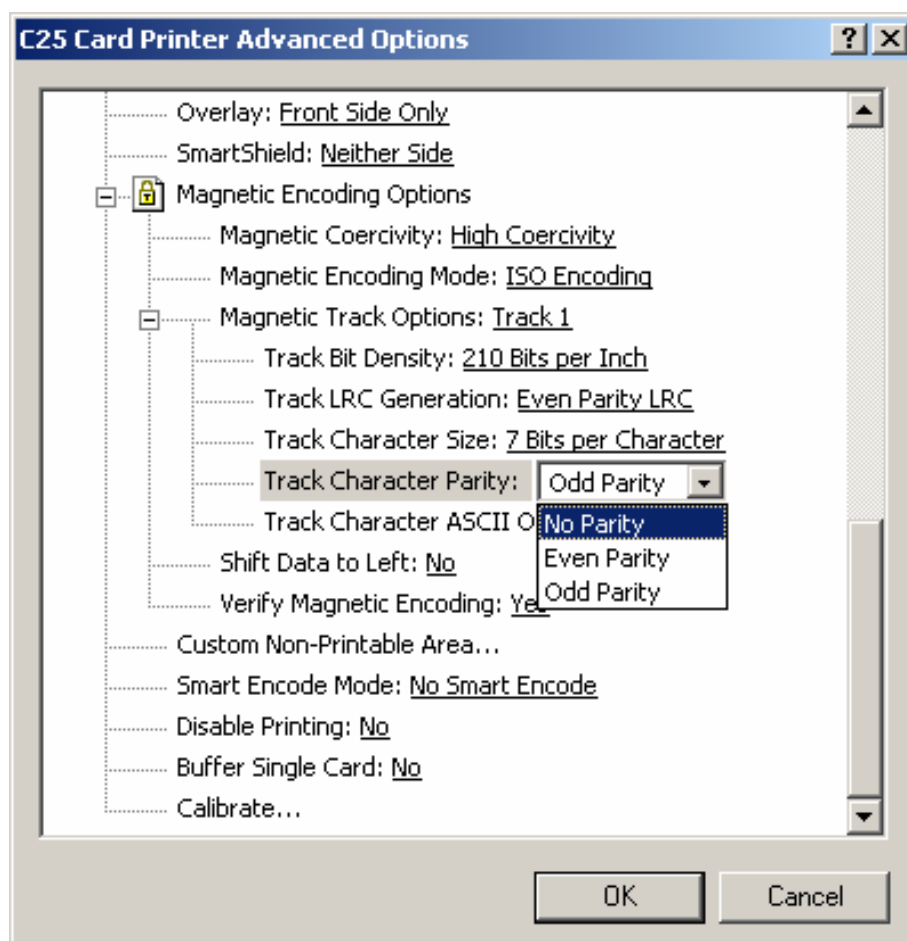 C25 Card Printer Advanced Options
Overlay: Front Side Only
SmartShield: Neither Side
Magnetic Encoding Options
Magnetic Coercivity: High Coercivity
Magnetic Encoding Mode: ISO Encoding
Magnetic Track Options: Track 1
Track Bit Density: 210 Bits per Inch
Track LRC Generation: Even Parity LRC
Track Character Size: 7 Bits per Character
Track Character Parity: Odd Parity
Track Character ASCII O
No Parity
Even Parity
Odd Parity
Shift Data to Left: No
Verify Magnetic Encoding: Yes
Custom Non-Printable Area...
Smart Encode Mode: No Smart Encode
Disable Printing: No
Buffer Single Card: No
Calibrate...
OK Cancel